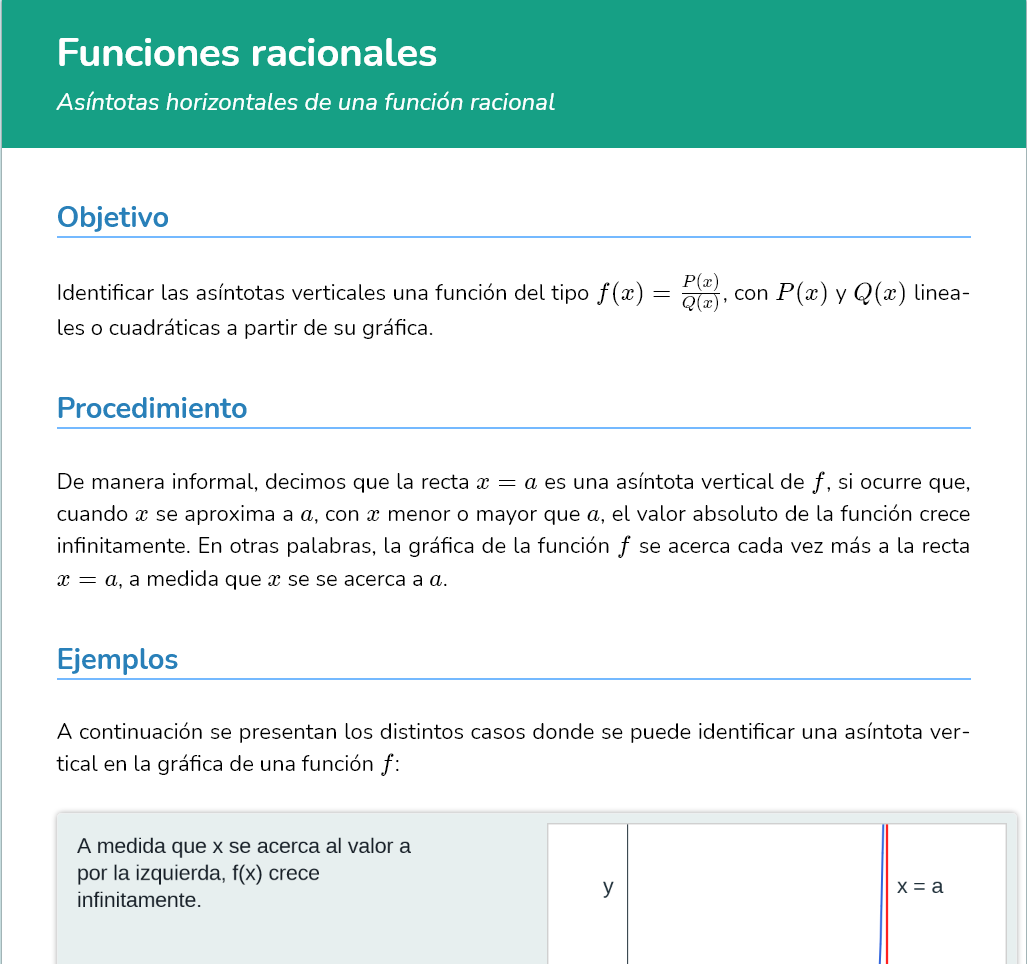 Funciones racionales
Asíntotas horizontales de una función racional
Objetivo
Identificar las asíntotas verticales una función del tipo f(x) = P(x)/Q(x), con P(x) y Q(x) linea-
les o cuadráticas a partir de su gráfica.
Procedimiento
De manera informal, decimos que la recta x = a es una asíntota vertical de f, si ocurre que,
cuando x se aproxima a a, con x menor o mayor que a, el valor absoluto de la función crece
infinitamente. En otras palabras, la gráfica de la función f se acerca cada vez más a la recta
x = a, a medida que x se se acerca a a.
Ejemplos
A continuación se presentan los distintos casos donde se puede identificar una asíntota ver-
tical en la gráfica de una función f:
A medida que x se acerca al valor a
por la izquierda, f(x) crece
infinitamente.
y
x = a